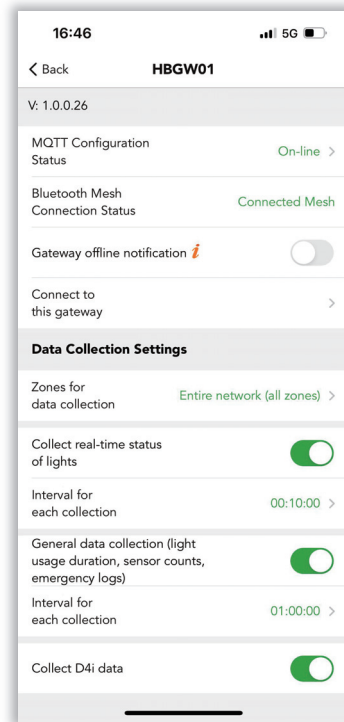 16:46 5G
Back HBGW01
V: 1.0.0.26
MQTT Configuration
Status On-line
Bluetooth Mesh
Connection Status Connected Mesh
Gateway offline notification i
Connect to
this gateway
Data Collection Settings
Zones for
data collection Entire network (all zones)
Collect real-time status
of lights
Interval for
each collection 00:10:00
General data collection (light
usage duration, sensor counts,
emergency logs)
Interval for
each collection 01:00:00
Collect D4i data